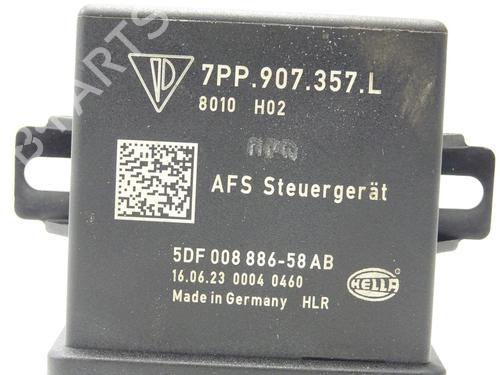 7PP.907.357.L
8010 H02
APQ
AFS Steuergerät
5DF 008 886-58 AB
16.06.23 0004 0460
Made in Germany HLR
HELLA